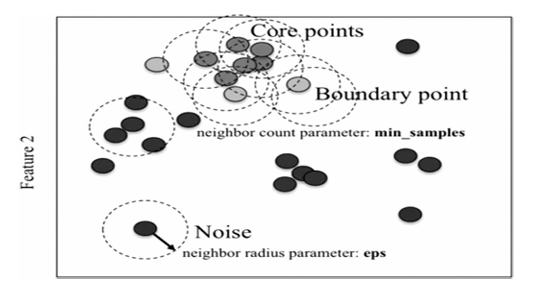 Core points
Boundary point
neighbor count parameter: min_samples
Feature 2
Noise
neighbor radius parameter: eps